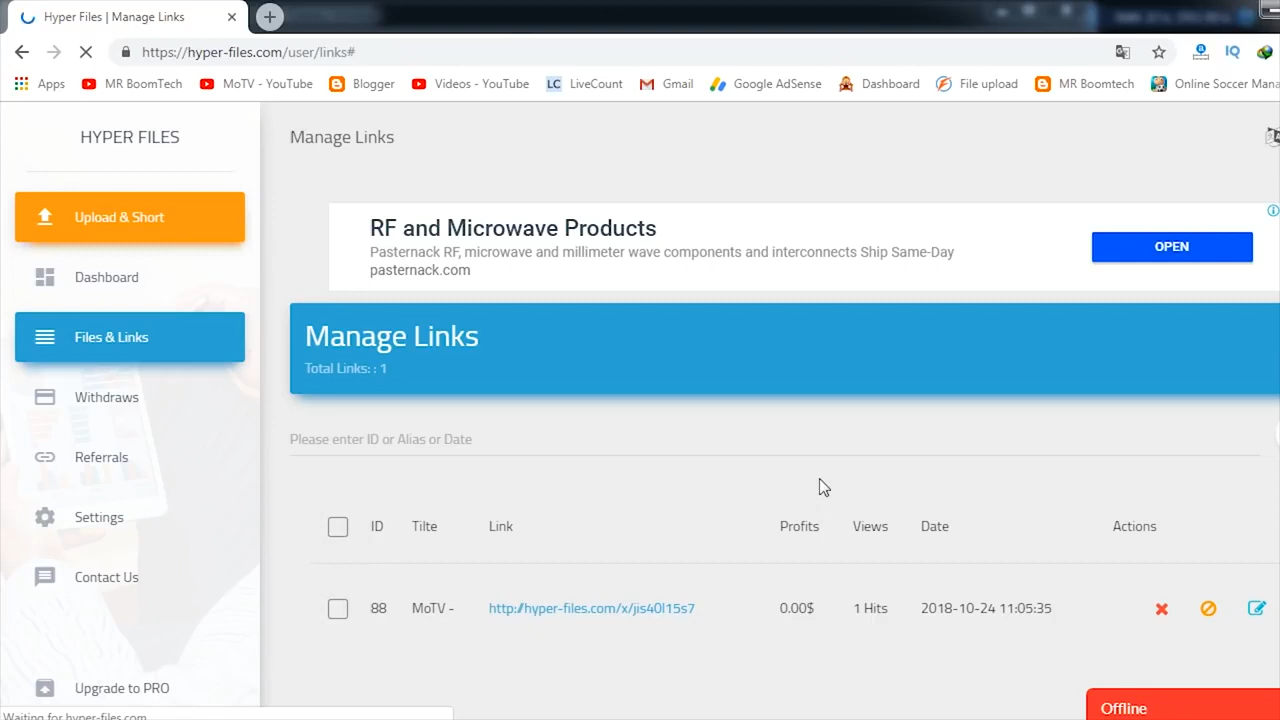 Hyper Files | Manage Links
https://hyper-files.com/user/links#
Apps MR BoomTech MoTV - YouTube Blogger Videos - YouTube LC LiveCount Gmail Google AdSense Dashboard File upload MR Boomtech Online Soccer Mana
IQ
HYPER FILES
Upload & Short
Dashboard
Files & Links
Withdraws
Referrals
Settings
Contact Us
Upgrade to PRO
Manage Links
RF and Microwave Products
Pasternack RF, microwave and millimeter wave components and interconnects Ship Same-Day
pasternack.com
OPEN
Manage Links
Total Links: : 1
Please enter ID or Alias or Date
ID Tilte Link Profits Views Date Actions
88 MoTV - http://hyper-files.com/x/jis40l15s7 0.00$ 1 Hits 2018-10-24 11:05:35
Offline
Waiting for hyper-files.com